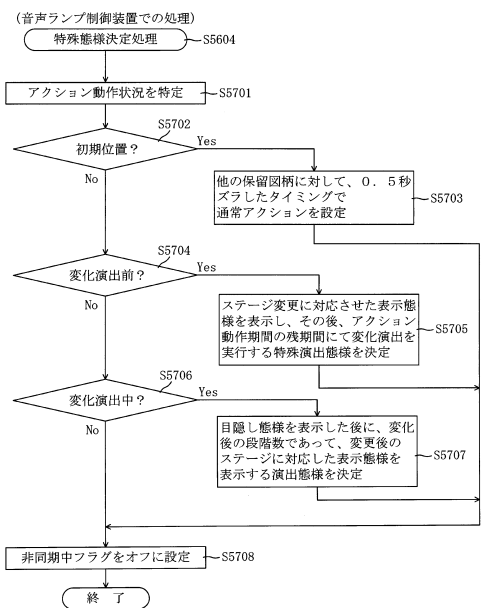 (音声ランプ制御装置での処理)
特殊態様決定処理
S5604
アクション動作状況を特定
S5701
S5702
初期位置?
Yes
No
他の保留図柄に対して、0.5秒
ズラしたタイミングで
通常アクションを設定
S5703
S5704
変化演出前?
Yes
No
ステージ変更に対応させた表示態
様を表示し、その後、アクション
動作期間の残期間にて変化演出を
実行する特殊演出態様を決定
S5705
S5706
変化演出中?
Yes
No
目隠し態様を表示した後に、変化
後の段階数であって、変更後の
ステージに対応した表示態様を
表示する演出態様を決定
S5707
非同期中フラグをオフに設定
S5708
終 了